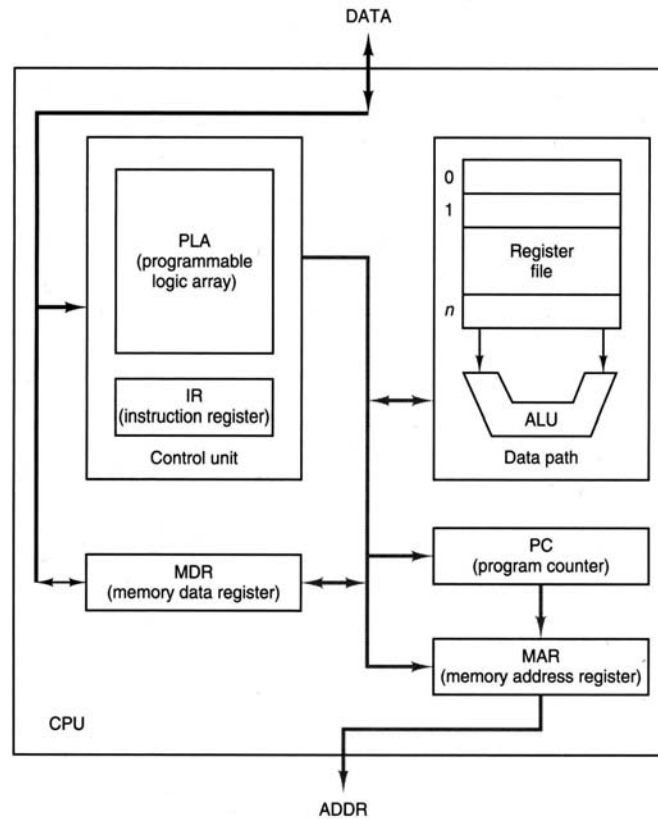 DATA
PLA
(programmable
logic array)
IR
(instruction register)
Control unit
0
1
Register
file
n
ALU
Data path
MDR
(memory data register)
PC
(program counter)
MAR
(memory address register)
CPU
ADDR